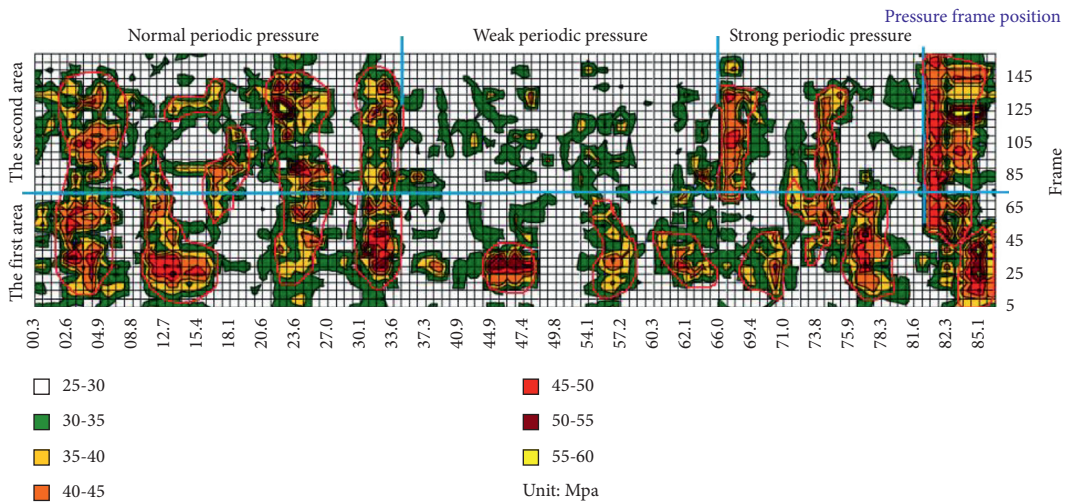 Pressure frame position
Normal periodic pressure
Weak periodic pressure
Strong periodic pressure
The second area
The first area
145
125
105
85
65
45
25
5
Frame
00.3 02.6 04.9 08.8 12.7 15.4 18.1 20.6 23.6 27.0 30.1 33.6 37.3 40.9 44.9 47.4 49.8 54.1 57.2 60.3 62.1 66.0 69.4 71.0 73.8 75.9 78.3 81.6 82.3 85.1
25-30
30-35
35-40
40-45
45-50
50-55
55-60
Unit: Mpa